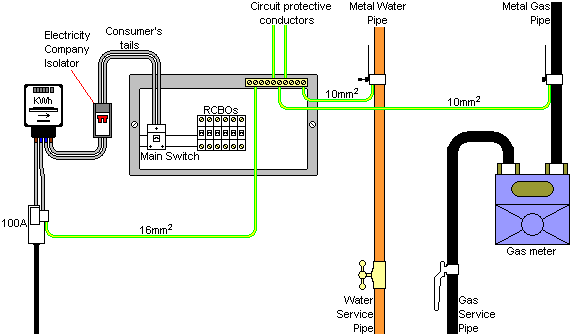 Circuit protective
conductors
Metal Water
Pipe
Metal Gas
Pipe
Electricity
Company
Isolator
Consumer's
tails
KWh
RCBOs
10mm²
10mm²
Main Switch
100A
16mm²
Gas meter
Water
Service
Pipe
Gas
Service
Pipe